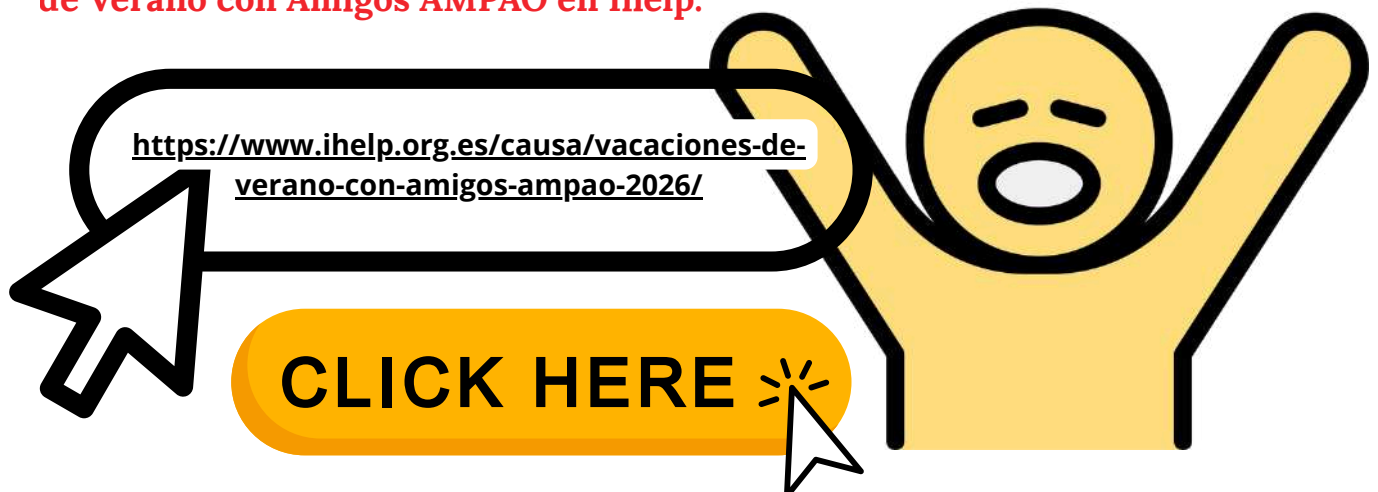 de Verano con Amigos AMPAO en Ihelp.
https://www.ihelp.org.es/causa/vacaciones-de-
verano-con-amigos-ampao-2026/
CLICK HERE